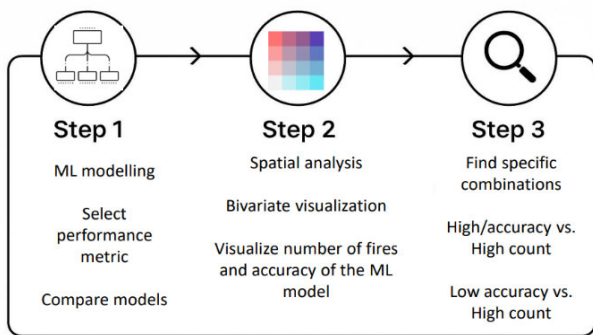 Step 1
ML modelling
Select
performance
metric
Compare models
Step 2
Spatial analysis
Bivariate visualization
Visualize number of fires
and accuracy of the ML
model
Step 3
Find specific
combinations
High/accuracy vs.
High count
Low accuracy vs.
High count